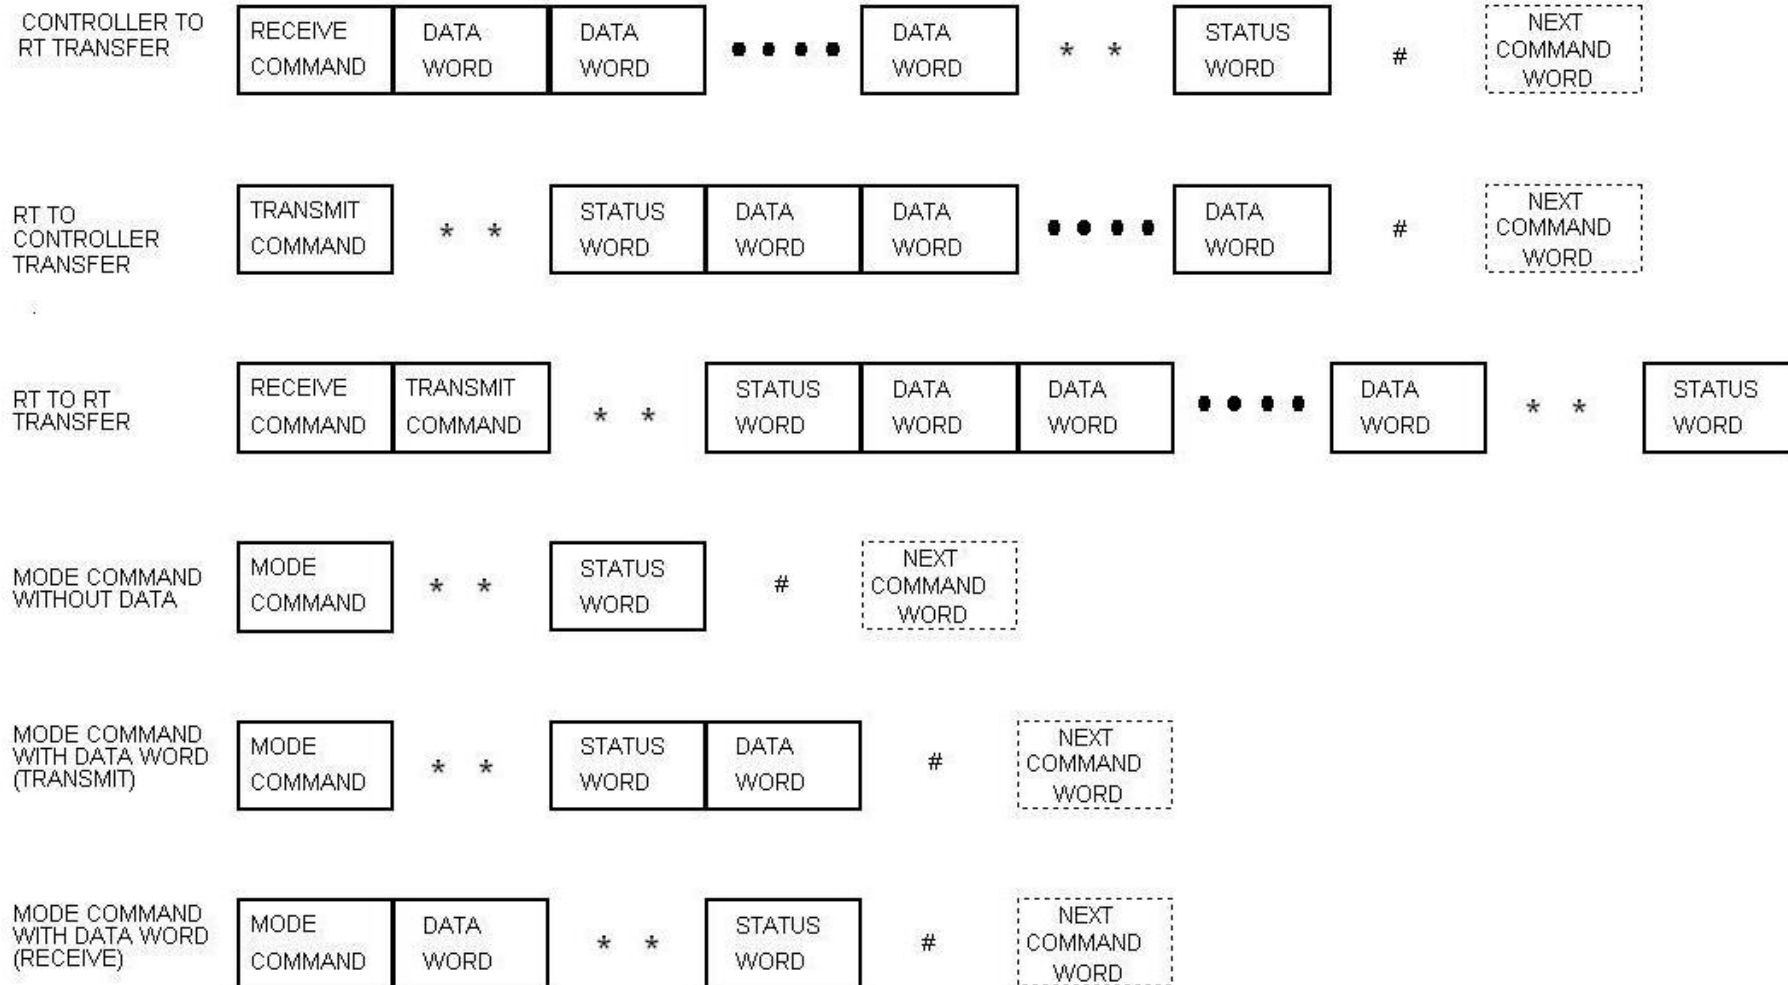 CONTROLLER TO
RT TRANSFER
RECEIVE
COMMAND
DATA
WORD
DATA
WORD
DATA
WORD
* *
STATUS
WORD
#
NEXT
COMMAND
WORD
RT TO
CONTROLLER
TRANSFER
TRANSMIT
COMMAND
* *
STATUS
WORD
DATA
WORD
DATA
WORD
DATA
WORD
#
NEXT
COMMAND
WORD
RT TO RT
TRANSFER
RECEIVE
COMMAND
TRANSMIT
COMMAND
* *
STATUS
WORD
DATA
WORD
DATA
WORD
DATA
WORD
* *
STATUS
WORD
MODE COMMAND
WITHOUT DATA
MODE
COMMAND
* *
STATUS
WORD
#
NEXT
COMMAND
WORD
MODE COMMAND
WITH DATA WORD
(TRANSMIT)
MODE
COMMAND
* *
STATUS
WORD
DATA
WORD
#
NEXT
COMMAND
WORD
MODE COMMAND
WITH DATA WORD
(RECEIVE)
MODE
COMMAND
DATA
WORD
* *
STATUS
WORD
#
NEXT
COMMAND
WORD